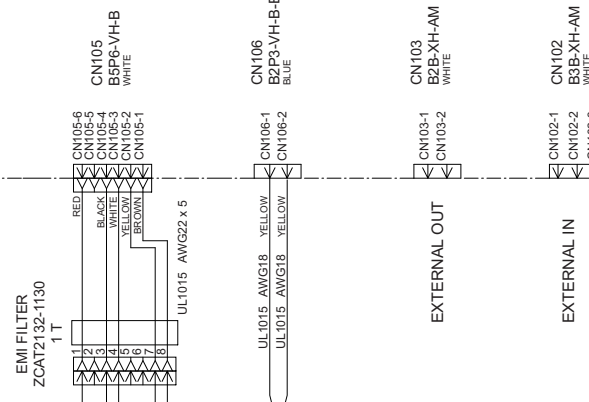 CN105
B5P6-VH-B
WHITE
CN106
B2P3-VH-B-
BLUE
CN103
B2B-XH-AM
WHITE
CN102
B3B-XH-AM
WHITE
CN105-6
CN105-5
CN105-4
CN105-3
CN105-2
CN105-1
CN106-1
CN106-2
CN103-1
CN103-2
CN102-1
CN102-2
RED
BLACK
WHITE
YELLOW
BROWN
UL1015 AWG22 x 5
UL1015 AWG18 YELLOW
UL1015 AWG18 YELLOW
EXTERNAL OUT
EXTERNAL IN
EMI FILTER
ZCAT2132-1130
1 T
1
2
3
4
5
6
7
8